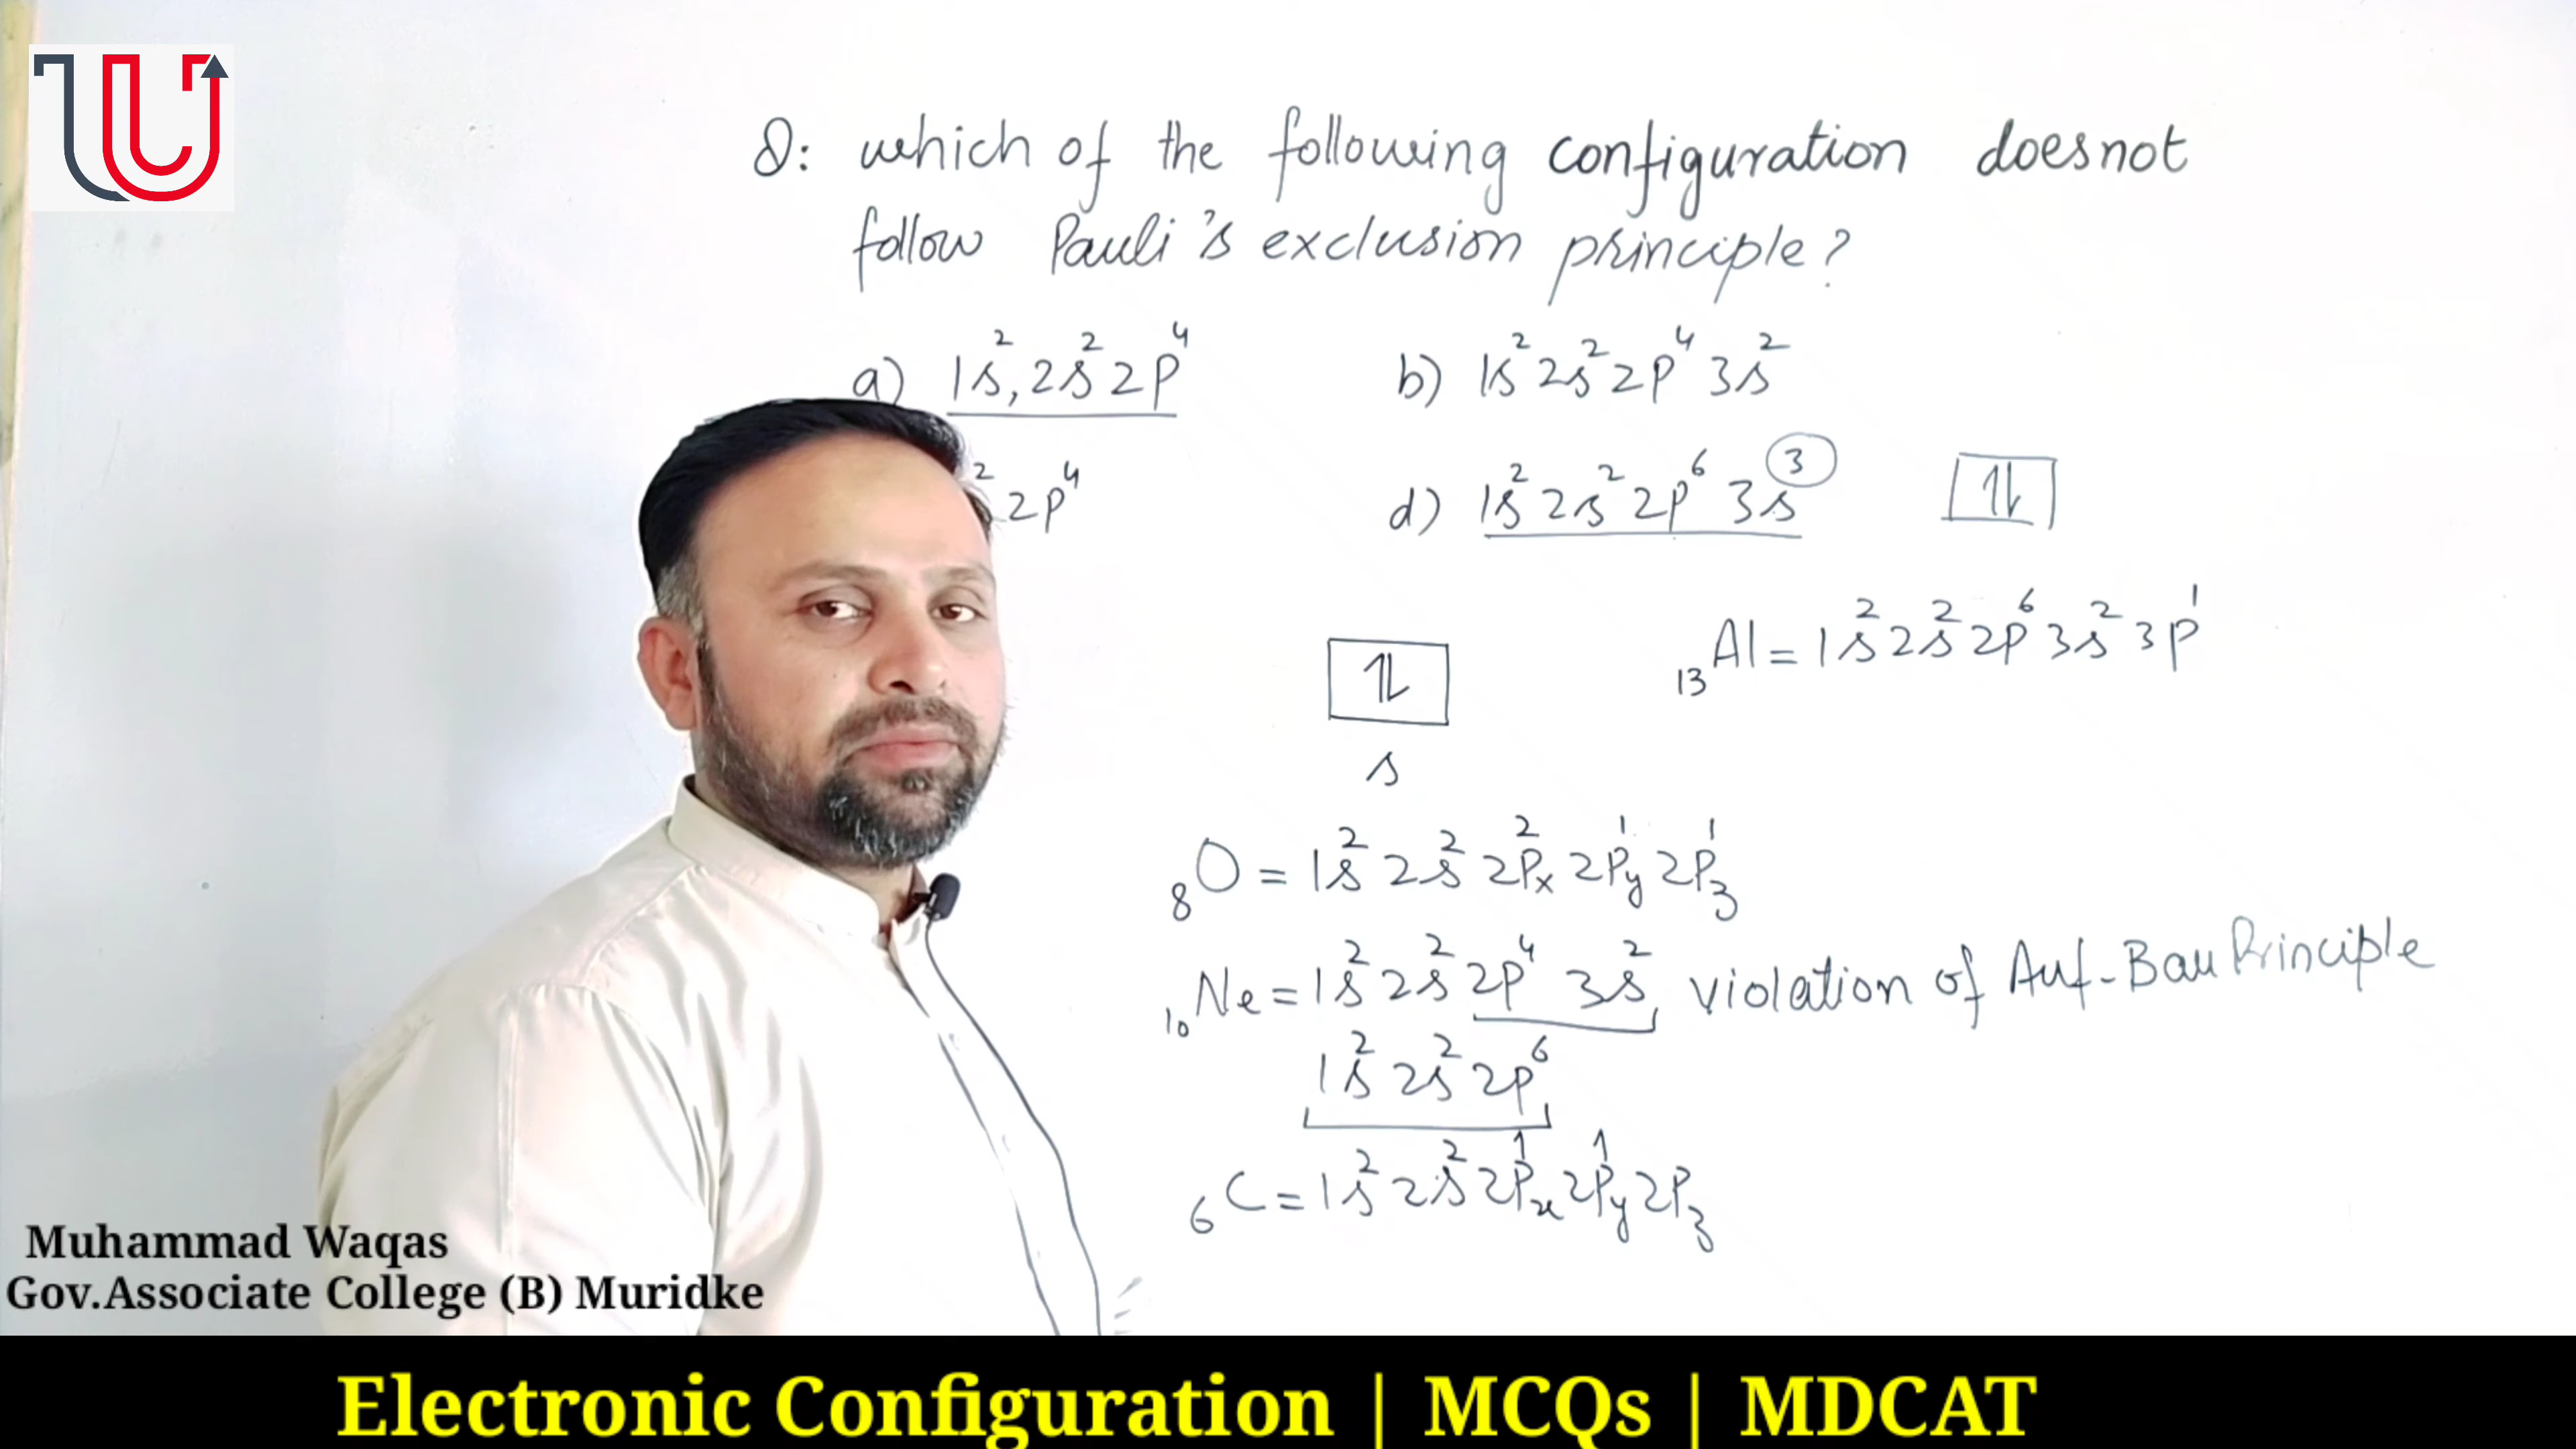 Q: which of the following configuration doesnot
follow Pauli's exclusion principle?
a) 1s², 2s² 2p⁴
b) 1s² 2s² 2p⁴ 3s²
² 2p⁴
d) 1s² 2s² 2p⁶ 3s³
1↿⇂
₁₃Al = 1s² 2s² 2p⁶ 3s² 3p¹
↿⇂
s
₈O = 1s² 2s² 2Px² 2Py¹ 2Pz¹
₁₀Ne = 1s² 2s² 2p⁴ 3s² violation of Auf-Bau Principle
1s² 2s² 2p⁶
₆C = 1s² 2s² 2Px¹ 2Py¹ 2Pz
Muhammad Waqas
Gov.Associate College (B) Muridke
Electronic Configuration | MCQs | MDCAT